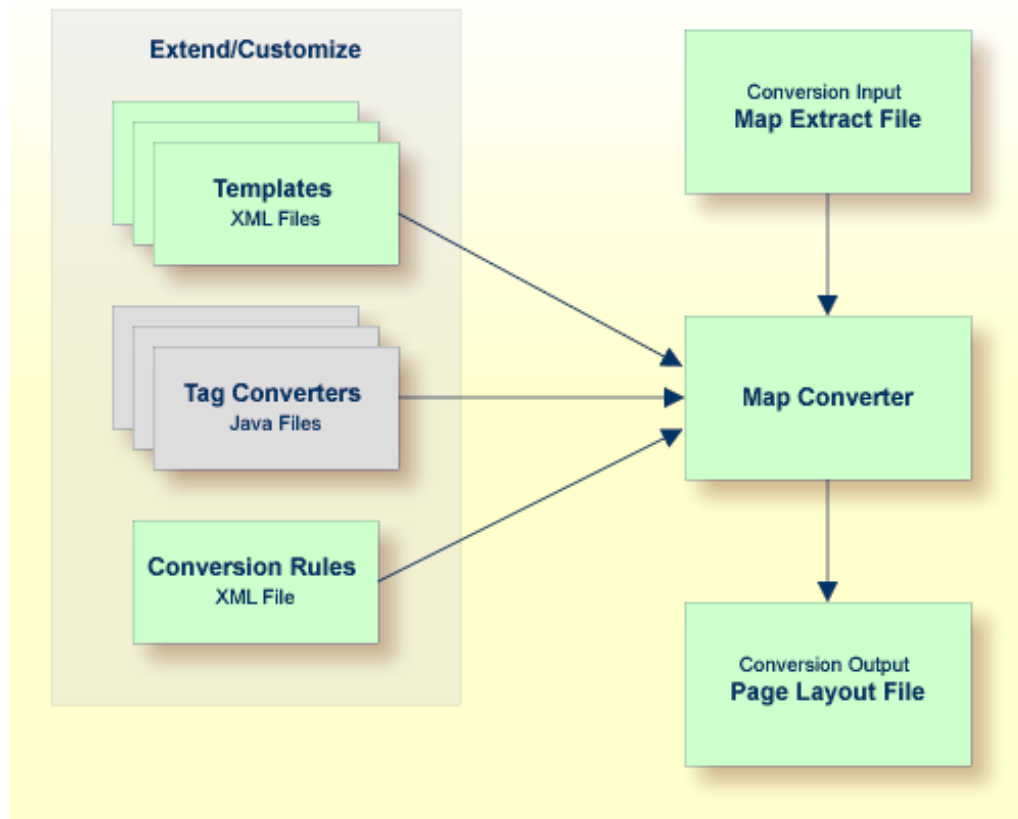 Extend/Customize
Templates
XML Files
Tag Converters
Java Files
Conversion Rules
XML File
Conversion Input
Map Extract File
Map Converter
Conversion Output
Page Layout File